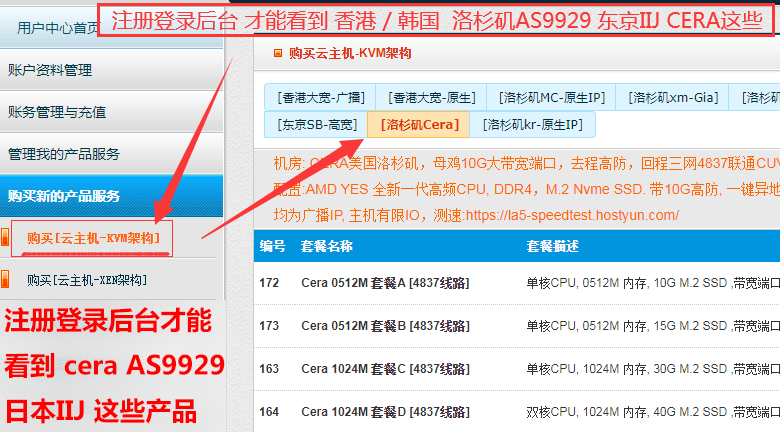 注册登录后台 才能看到 香港 / 韩国 洛杉矶AS9929 东京IIJ CERA这些
用户中心首页
账户资料管理
账务管理与充值
管理我的产品服务
购买新的产品服务
购买[云主机-KVM架构]
购买[云主机-XEN架构]
注册登录后台才能
看到 cera AS9929
日本IIJ 这些产品
购买云主机-KVM架构
[香港大宽-广播] [香港大宽-原生] [洛杉矶MC-原生IP] [洛杉矶xm-Gia] [洛杉
[东京SB-高宽] [洛杉矶Cera] [洛杉矶kr-原生IP]
机房: CERA美国洛杉矶，母鸡10G大带宽端口，去程高防，回程三网4837联通CUV
配置:AMD YES 全新一代高频CPU, DDR4，M.2 Nvme SSD. 带10G高防, 一键异地
均为广播IP, 主机有限IO，测速:https://la5-speedtest.hostyun.com/
编号 套餐名称 套餐描述
172 Cera 0512M 套餐A [4837线路] 单核CPU, 0512M 内存, 10G M.2 SSD ,带宽端口
173 Cera 0512M 套餐B [4837线路] 单核CPU, 0512M 内存, 15G M.2 SSD ,带宽端口
163 Cera 1024M 套餐C [4837线路] 单核CPU, 1024M 内存, 30G M.2 SSD ,带宽端口
164 Cera 1024M 套餐D [4837线路] 双核CPU, 1024M 内存, 40G M.2 SSD ,带宽端口